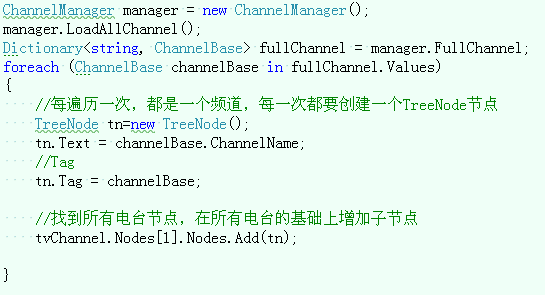 ChannelManager manager = new ChannelManager();
manager.LoadAllChannel();
Dictionary<string, ChannelBase> fullChannel = manager.FullChannel;
foreach (ChannelBase channelBase in fullChannel.Values)
{
//每遍历一次，都是一个频道，每一次都要创建一个TreeNode节点
TreeNode tn=new TreeNode();
tn.Text = channelBase.ChannelName;
//Tag
tn.Tag = channelBase;
//找到所有电台节点，在所有电台的基础上增加子节点
tvChannel.Nodes[1].Nodes.Add(tn);
}